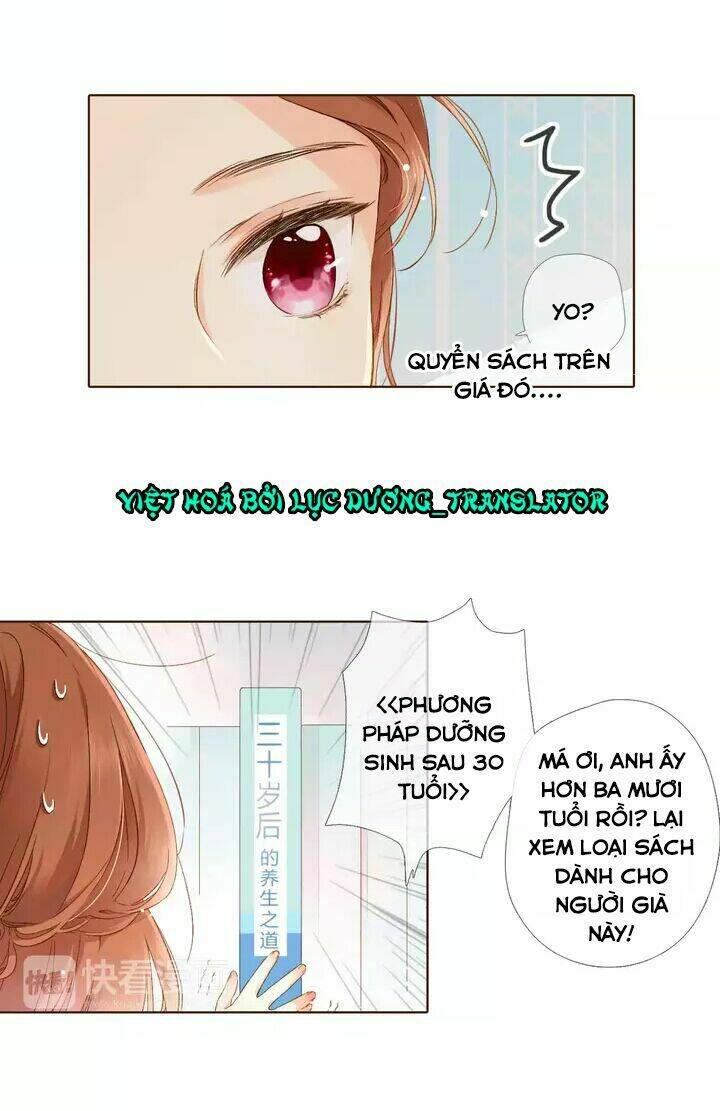 YO?
QUYỂN SÁCH TRÊN
GIÁ ĐÓ....
VIỆT HOÁ BỞI LỤC DƯƠNG_TRANSLATOR
<<PHƯƠNG
PHÁP DƯỠNG
SINH SAU 30
TUỔI>>
MÁ ƠI, ANH ẤY
HƠN BA MƯƠI
TUỔI RỒI? LẠI
XEM LOẠI SÁCH
DÀNH CHO
NGƯỜI GIÀ
NÀY!
三十岁后的养生之道
快看! 快看漫画